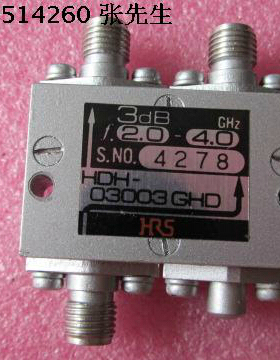 514260 张先生
3dB
f. 2.0 - 4.0 GHz
S.NO. 4278
HDH-
03003 GHD
HRS